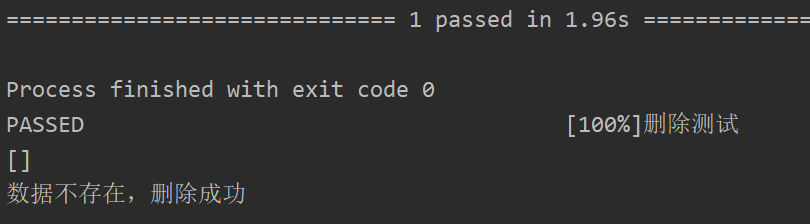 ============================== 1 passed in 1.96s =============
Process finished with exit code 0
PASSED [100%]删除测试
[]
数据不存在，删除成功